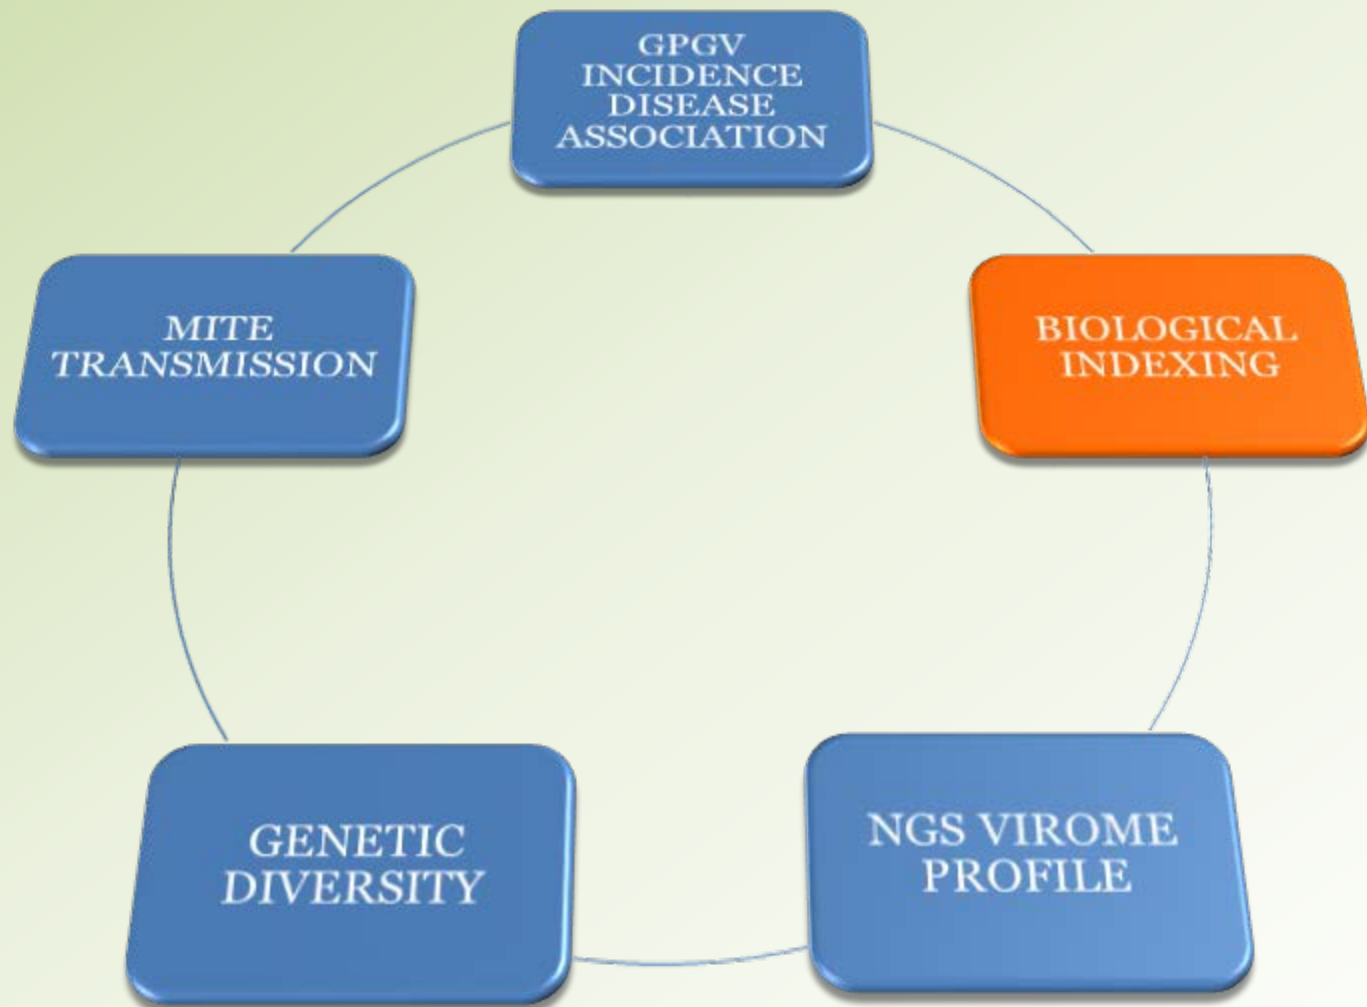 GPGV
INCIDENCE
DISEASE
ASSOCIATION
MITE
TRANSMISSION
BIOLOGICAL
INDEXING
GENETIC
DIVERSITY
NGS VIROME
PROFILE